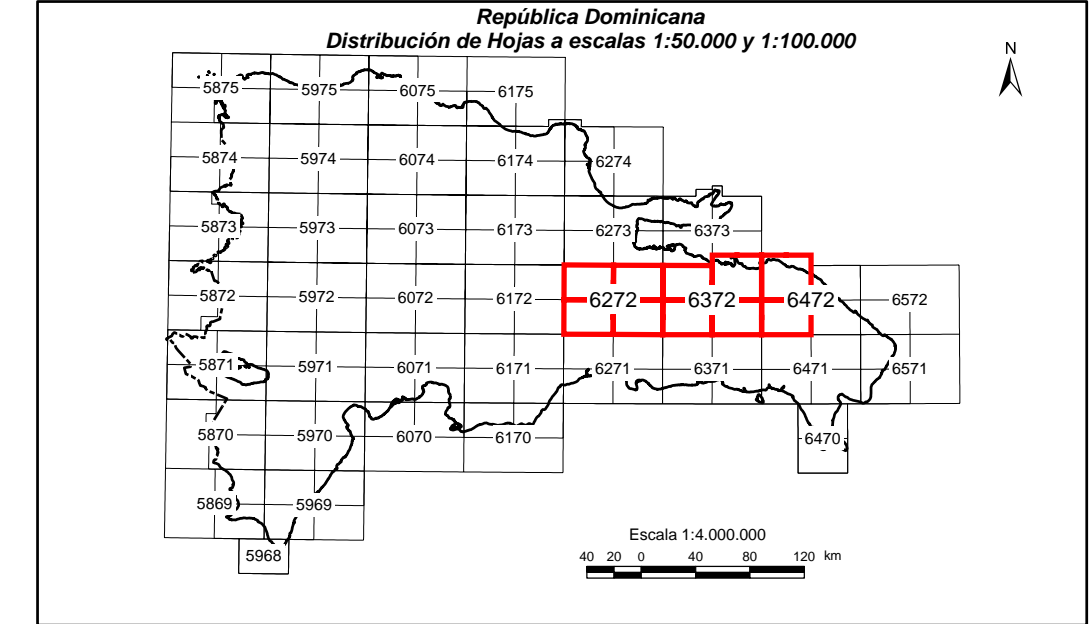 República Dominicana
Distribución de Hojas a escalas 1:50.000 y 1:100.000
N
5875 5975 6075 6175
5874 5974 6074 6174 6274
5873 5973 6073 6173 6273 6373
5872 5972 6072 6172 6272 6372 6472 6572
5871 5971 6071 6171 6271 6371 6471 6571
5870 5970 6070 6170 6470
5869 5969
5968
Escala 1:4.000.000
40 20 0 40 80 120 km